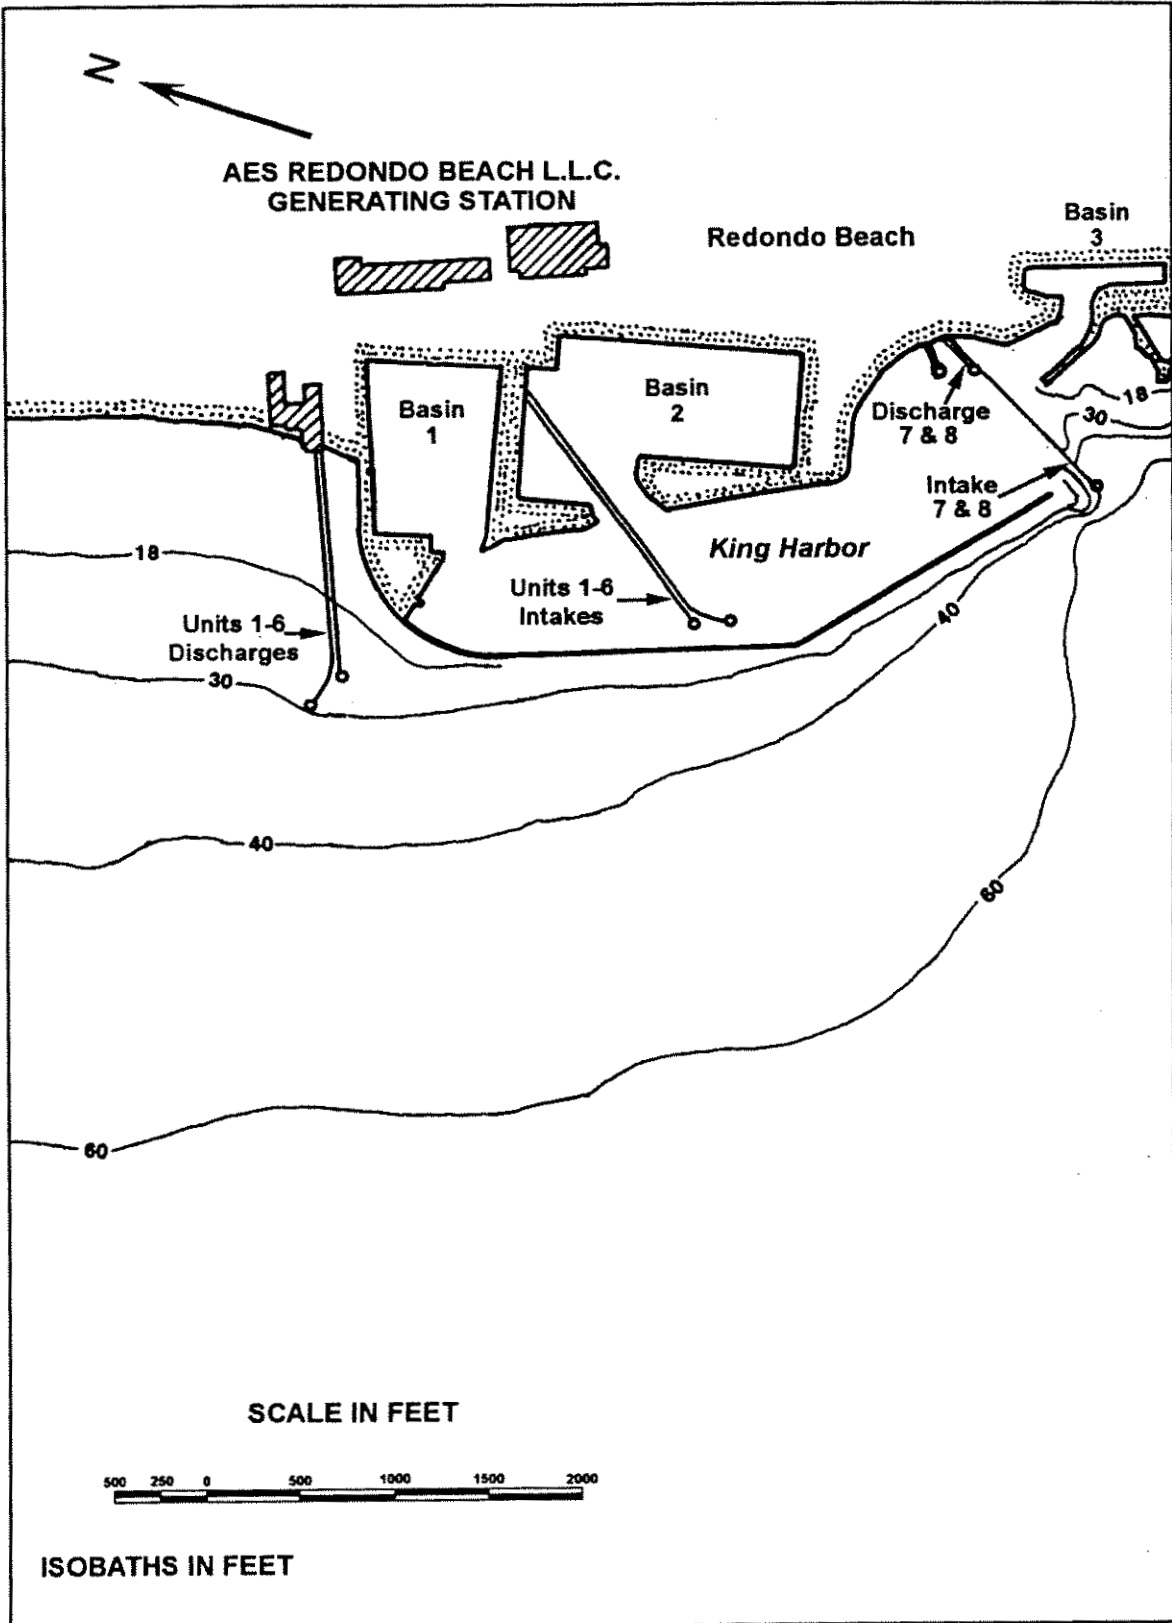 N
AES REDONDO BEACH L.L.C.
GENERATING STATION
Redondo Beach
Basin
3
Basin
1
Basin
2
Discharge
7 & 8
18
30
Intake
7 & 8
King Harbor
18
Units 1-6
Intakes
40
Units 1-6
Discharges
30
40
60
60
SCALE IN FEET
500 250 0 500 1000 1500 2000
ISOBATHS IN FEET